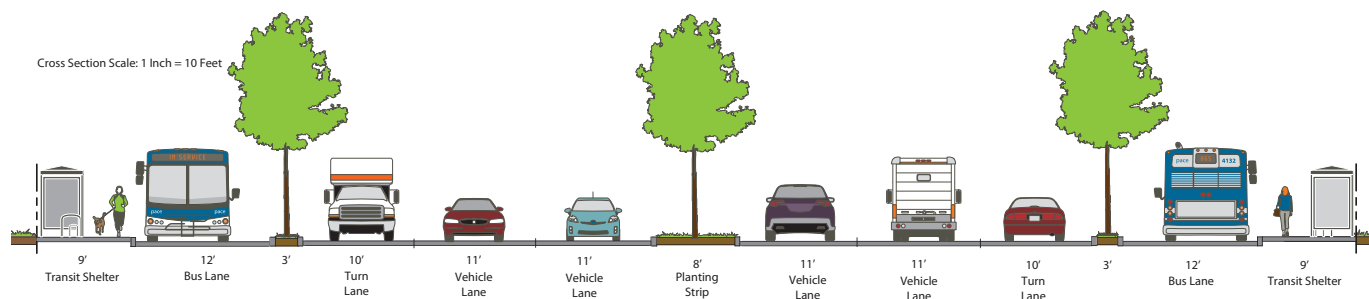 Cross Section Scale: 1 Inch = 10 Feet
IN SERVICE
pace
pace
pace
BUS
4132
9'
Transit Shelter
12'
Bus Lane
3'
10'
Turn
Lane
11'
Vehicle
Lane
11'
Vehicle
Lane
8'
Planting
Strip
11'
Vehicle
Lane
11'
Vehicle
Lane
10'
Turn
Lane
3'
12'
Bus Lane
9'
Transit Shelter